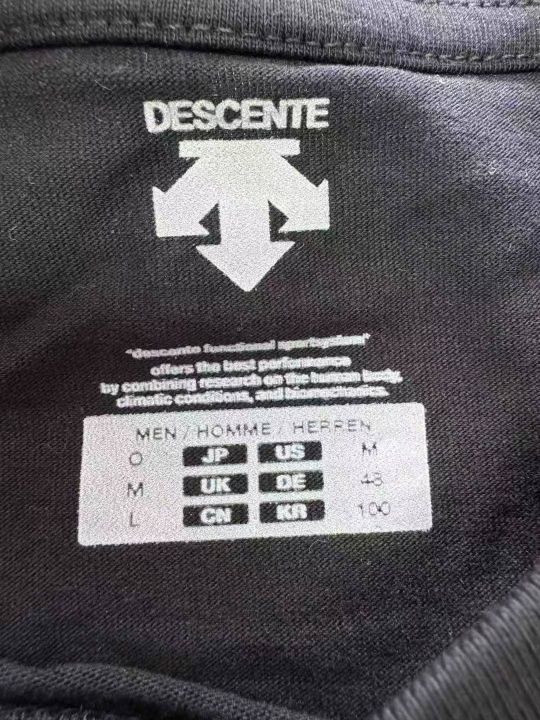 DESCENTE
"descente functional sportsystem"
offers the best performance
by combining research on the human body,
climatic conditions, and biomechanics.
MEN / HOMME / HERREN
O JP US M
M UK DE 48
L CN KR 100